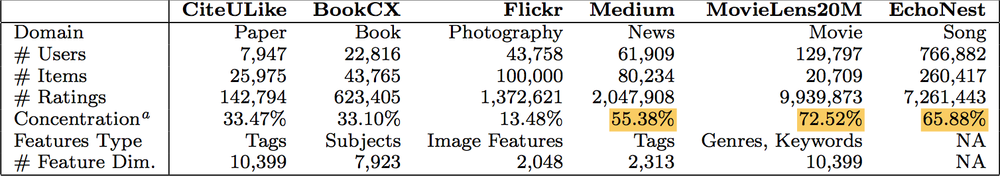 CiteULike BookCX Flickr Medium MovieLens20M EchoNest
Domain Paper Book Photography News Movie Song
# Users 7,947 22,816 43,758 61,909 129,797 766,882
# Items 25,975 43,765 100,000 80,234 20,709 260,417
# Ratings 142,794 623,405 1,372,621 2,047,908 9,939,873 7,261,443
Concentrationᵃ 33.47% 33.10% 13.48% 55.38% 72.52% 65.88%
Features Type Tags Subjects Image Features Tags Genres, Keywords NA
# Feature Dim. 10,399 7,923 2,048 2,313 10,399 NA